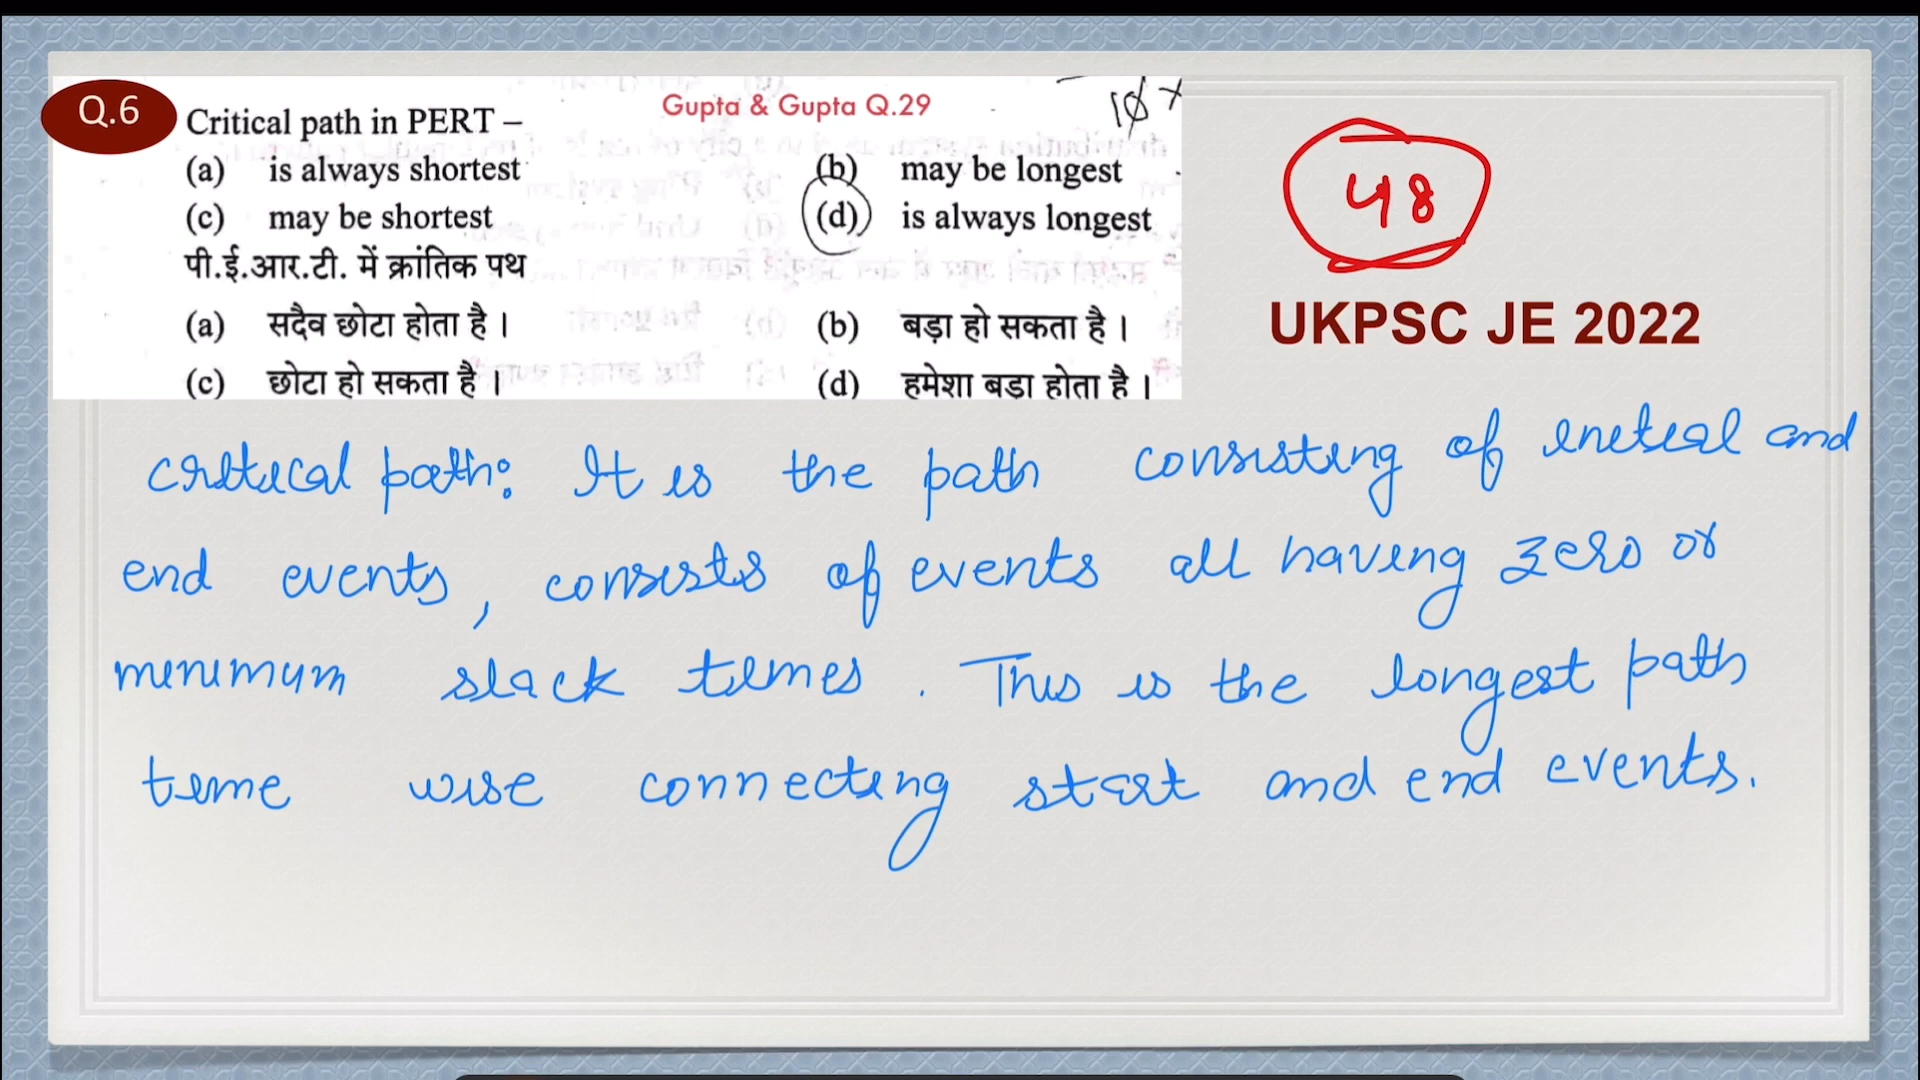 Q.6
Gupta & Gupta Q.29
Critical path in PERT –
(a) is always shortest (b) may be longest
(c) may be shortest (d) is always longest
पी.ई.आर.टी. में क्रांतिक पथ
(a) सदैव छोटा होता है । (b) बड़ा हो सकता है ।
(c) छोटा हो सकता है । (d) हमेशा बडा होता है ।
48
UKPSC JE 2022
critical path: It is the path consisting of initial and
end events, consists of events all having zero or
minimum slack times. This is the longest path
time wise connecting start and end events.